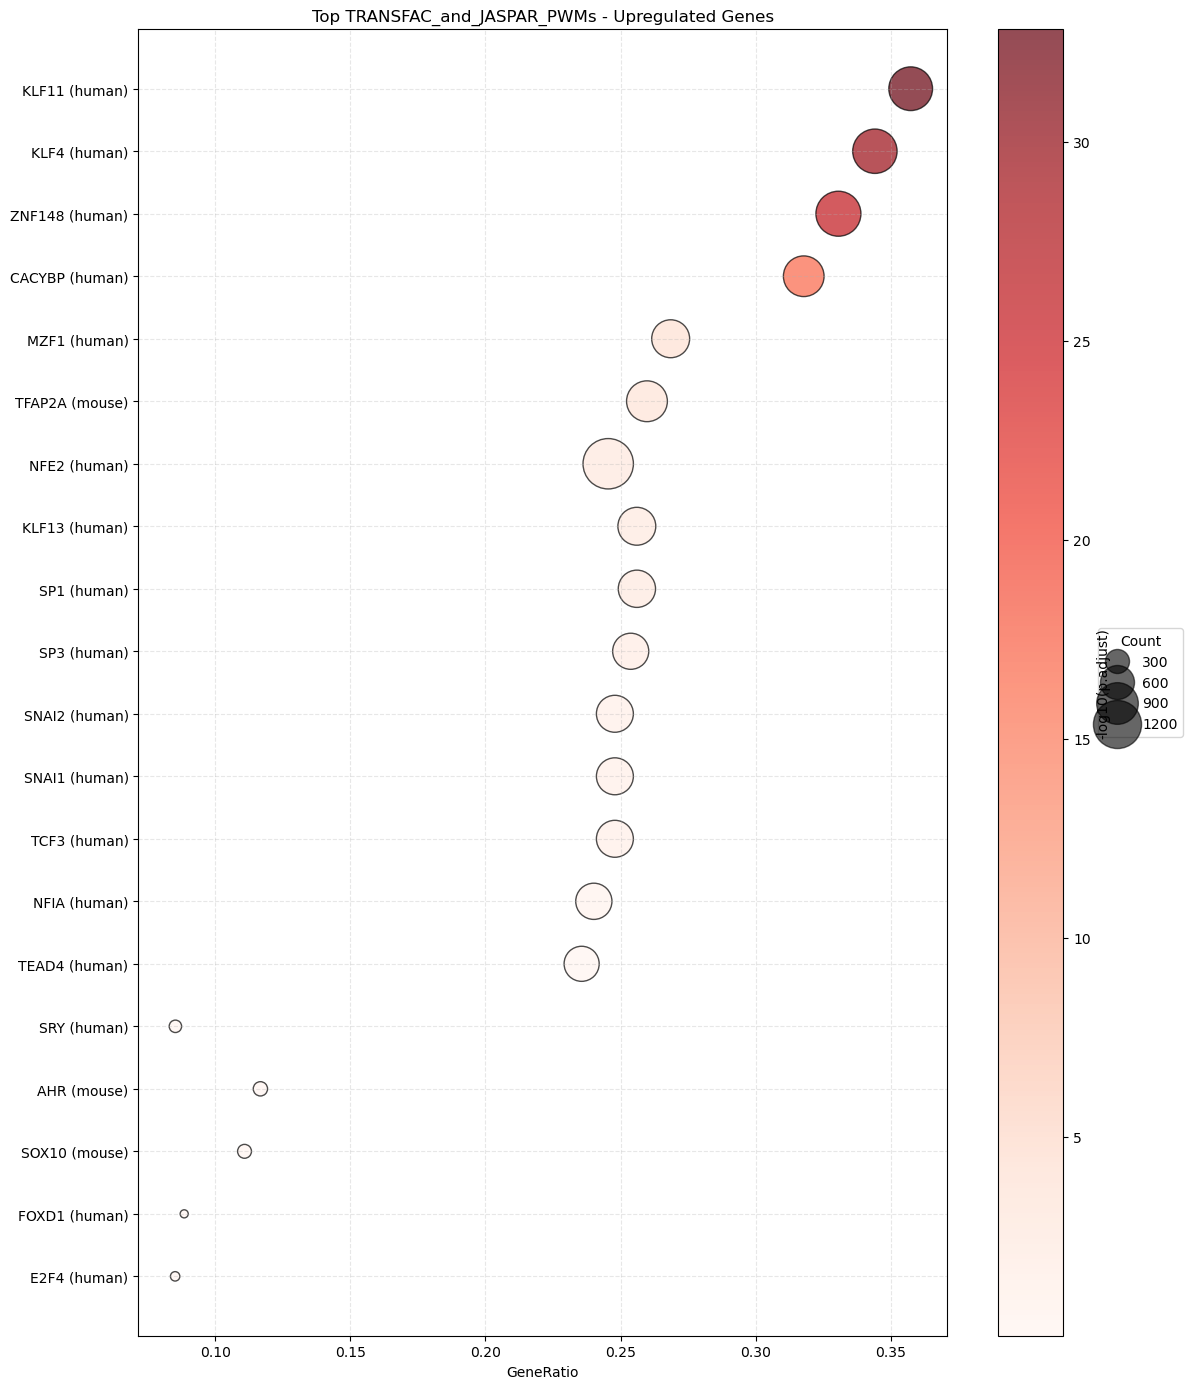 Top TRANSFAC_and_JASPAR_PWMs - Upregulated Genes
KLF11 (human)
KLF4 (human)
ZNF148 (human)
CACYBP (human)
MZF1 (human)
TFAP2A (mouse)
NFE2 (human)
KLF13 (human)
SP1 (human)
SP3 (human)
SNAI2 (human)
SNAI1 (human)
TCF3 (human)
NFIA (human)
TEAD4 (human)
SRY (human)
AHR (mouse)
SOX10 (mouse)
FOXD1 (human)
E2F4 (human)
0.10
0.15
0.20
0.25
0.30
0.35
GeneRatio
30
25
20
15
10
5
-log10(p.adjust)
Count
300
600
900
1200